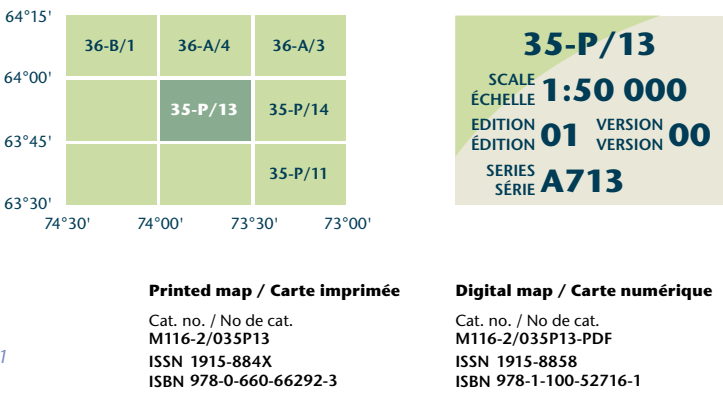 64°15'
36-B/1 36-A/4 36-A/3
64°00'
35-P/13 35-P/14
63°45'
35-P/11
63°30'
74°30' 74°00' 73°30' 73°00'
35-P/13
SCALE
ÉCHELLE 1:50 000
EDITION
ÉDITION 01 VERSION
VERSION 00
SERIES
SÉRIE A713
Printed map / Carte imprimée
Cat. no. / No de cat.
M116-2/035P13
ISSN 1915-884X
ISBN 978-0-660-66292-3
Digital map / Carte numérique
Cat. no. / No de cat.
M116-2/035P13-PDF
ISSN 1915-8858
ISBN 978-1-100-52716-1
1